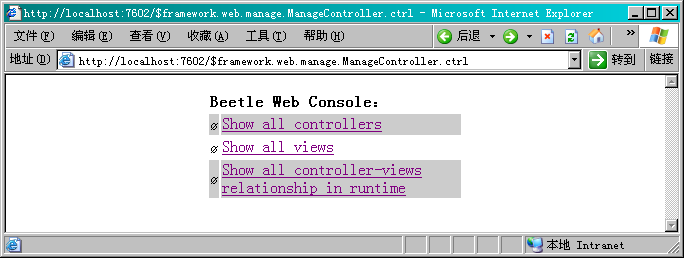 http://localhost:7602/$framework.web.manage.ManageController.ctrl - Microsoft Internet Explorer
文件(F) 编辑(E) 查看(V) 收藏(A) 工具(T) 帮助(H) 后退 »
地址(D) http://localhost:7602/$framework.web.manage.ManageController.ctrl 转到 链接
Beetle Web Console:
ø Show all controllers
ø Show all views
ø Show all controller-views
relationship in runtime
本地 Intranet